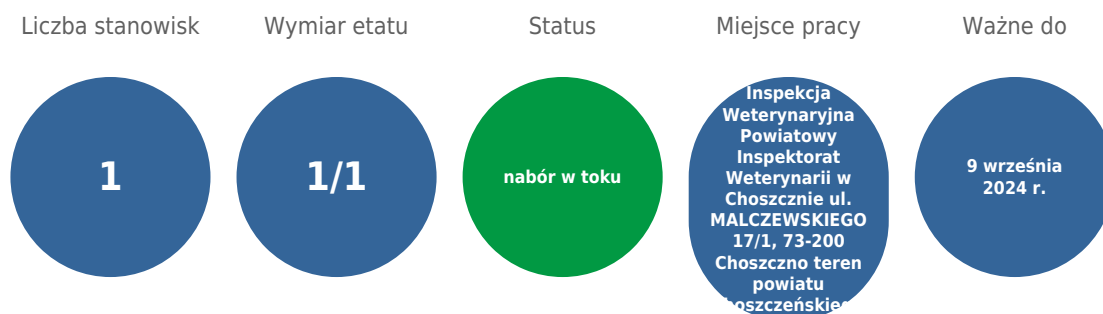 Liczba stanowisk
Wymiar etatu
Status
Miejsce pracy
Ważne do
1
1/1
nabór w toku
Inspekcja
Weterynaryjna
Powiatowy
Inspektorat
Weterynarii w
Choszcznie ul.
MALCZEWSKIEGO
17/1, 73-200
Choszczno teren
powiatu
9 września
2024 r.